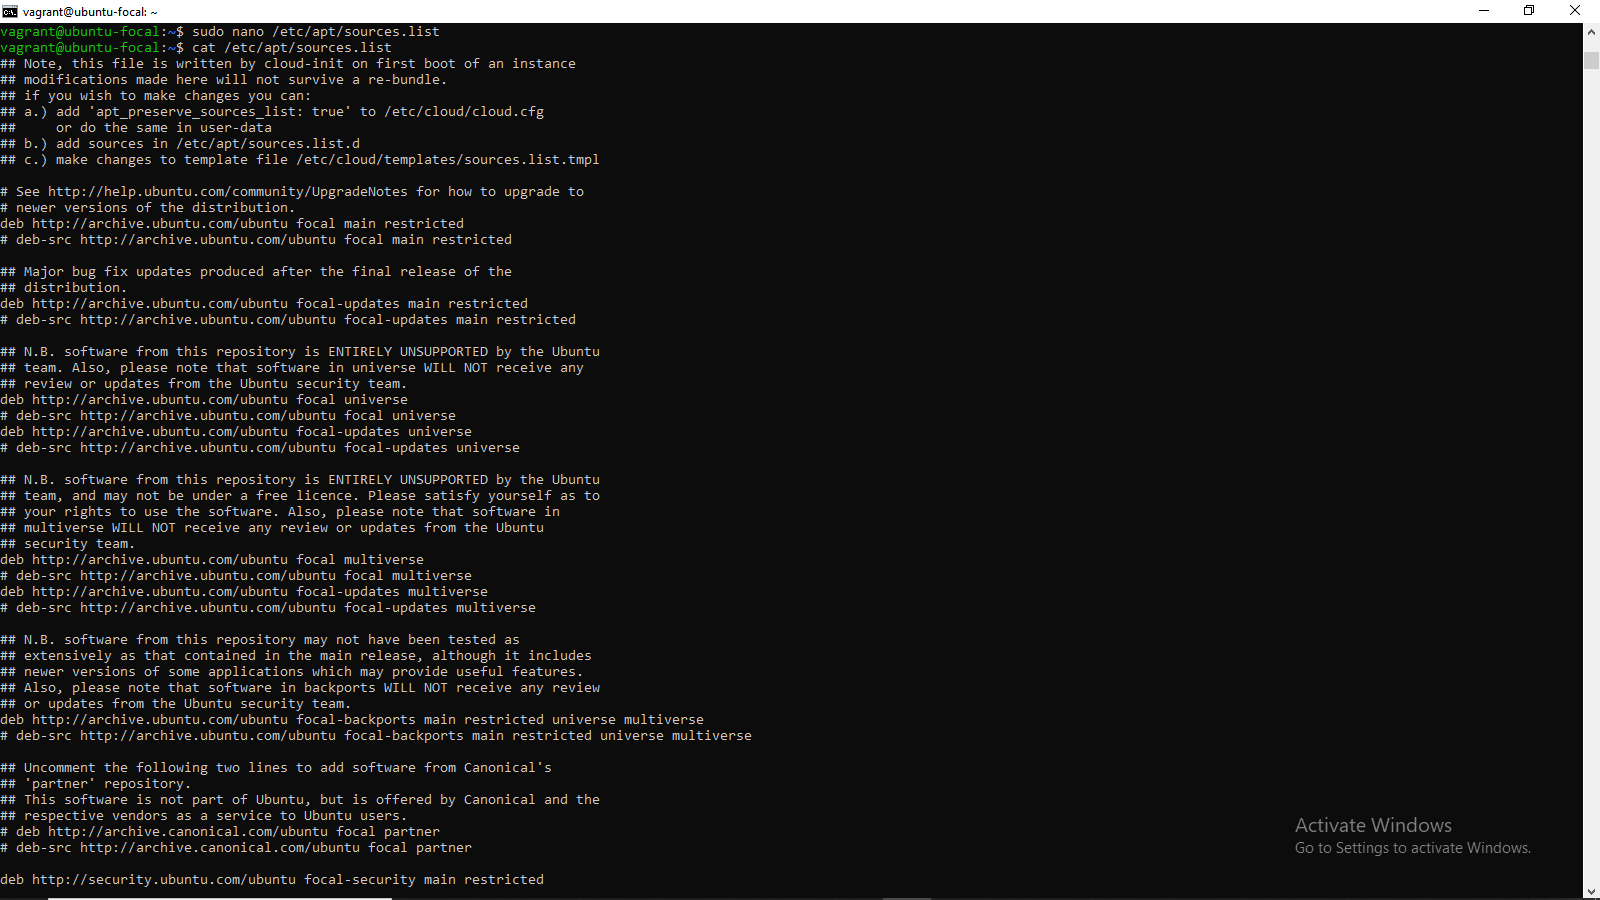 vagrant@ubuntu-focal: ~
vagrant@ubuntu-focal:~$ sudo nano /etc/apt/sources.list
vagrant@ubuntu-focal:~$ cat /etc/apt/sources.list
## Note, this file is written by cloud-init on first boot of an instance
## modifications made here will not survive a re-bundle.
## if you wish to make changes you can:
## a.) add 'apt_preserve_sources_list: true' to /etc/cloud/cloud.cfg
##     or do the same in user-data
## b.) add sources in /etc/apt/sources.list.d
## c.) make changes to template file /etc/cloud/templates/sources.list.tmpl
# See http://help.ubuntu.com/community/UpgradeNotes for how to upgrade to
# newer versions of the distribution.
deb http://archive.ubuntu.com/ubuntu focal main restricted
# deb-src http://archive.ubuntu.com/ubuntu focal main restricted
## Major bug fix updates produced after the final release of the
## distribution.
deb http://archive.ubuntu.com/ubuntu focal-updates main restricted
# deb-src http://archive.ubuntu.com/ubuntu focal-updates main restricted
## N.B. software from this repository is ENTIRELY UNSUPPORTED by the Ubuntu
## team. Also, please note that software in universe WILL NOT receive any
## review or updates from the Ubuntu security team.
deb http://archive.ubuntu.com/ubuntu focal universe
# deb-src http://archive.ubuntu.com/ubuntu focal universe
deb http://archive.ubuntu.com/ubuntu focal-updates universe
# deb-src http://archive.ubuntu.com/ubuntu focal-updates universe
## N.B. software from this repository is ENTIRELY UNSUPPORTED by the Ubuntu
## team, and may not be under a free licence. Please satisfy yourself as to
## your rights to use the software. Also, please note that software in
## multiverse WILL NOT receive any review or updates from the Ubuntu
## security team.
deb http://archive.ubuntu.com/ubuntu focal multiverse
# deb-src http://archive.ubuntu.com/ubuntu focal multiverse
deb http://archive.ubuntu.com/ubuntu focal-updates multiverse
# deb-src http://archive.ubuntu.com/ubuntu focal-updates multiverse
## N.B. software from this repository may not have been tested as
## extensively as that contained in the main release, although it includes
## newer versions of some applications which may provide useful features.
## Also, please note that software in backports WILL NOT receive any review
## or updates from the Ubuntu security team.
deb http://archive.ubuntu.com/ubuntu focal-backports main restricted universe multiverse
# deb-src http://archive.ubuntu.com/ubuntu focal-backports main restricted universe multiverse
## Uncomment the following two lines to add software from Canonical's
## 'partner' repository.
## This software is not part of Ubuntu, but is offered by Canonical and the
## respective vendors as a service to Ubuntu users.
# deb http://archive.canonical.com/ubuntu focal partner
# deb-src http://archive.canonical.com/ubuntu focal partner
deb http://security.ubuntu.com/ubuntu focal-security main restricted
Activate Windows
Go to Settings to activate Windows.